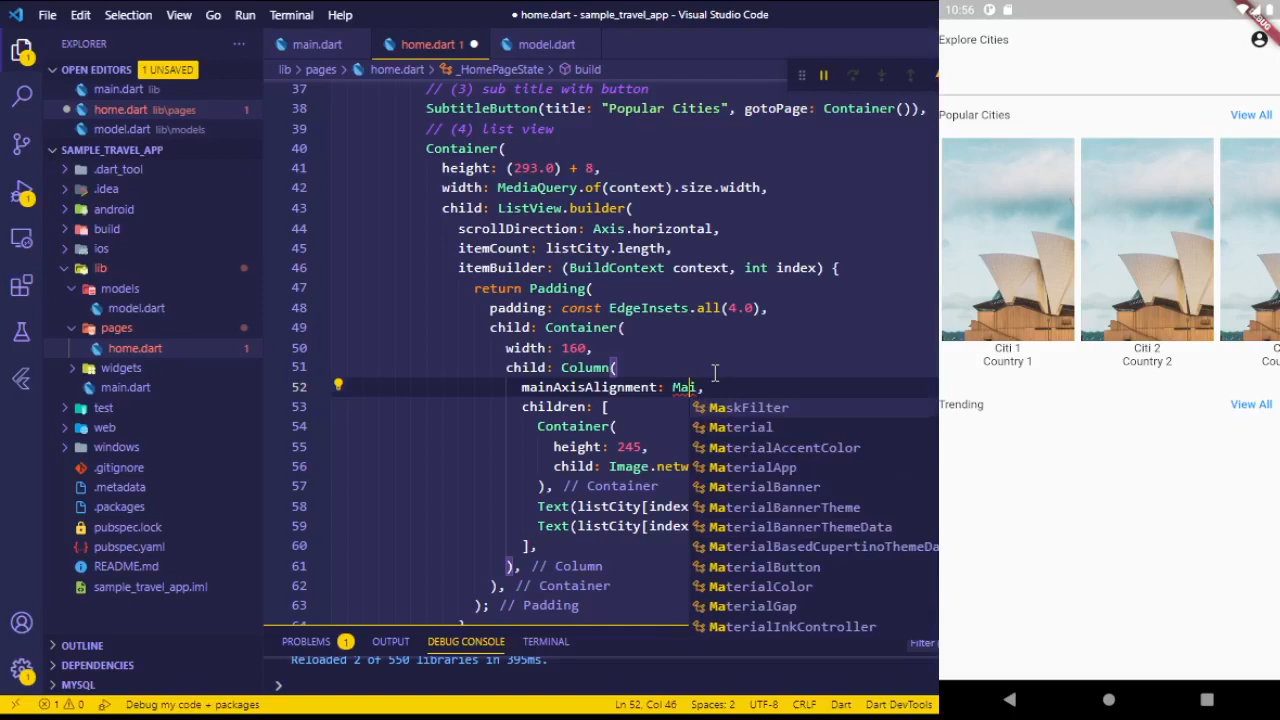 File Edit Selection View Go Run Terminal Help
● home.dart - sample_travel_app - Visual Studio Code
10:56
DEBUG
EXPLORER
OPEN EDITORS 1 UNSAVED
main.dart lib
home.dart lib\pages 1
model.dart lib\models
SAMPLE_TRAVEL_APP
.dart_tool
.idea
android
build
ios
lib
models
model.dart
pages
home.dart 1
widgets
main.dart
test
web
windows
.gitignore
.metadata
.packages
pubspec.lock
pubspec.yaml
README.md
sample_travel_app.iml
OUTLINE
DEPENDENCIES
MYSQL
main.dart home.dart 1 model.dart
lib > pages > home.dart > _HomePageState > build
37 // (3) sub title with button
38 SubtitleButton(title: "Popular Cities", gotoPage: Container()),
39 // (4) list view
40 Container(
41 height: (293.0) + 8,
42 width: MediaQuery.of(context).size.width,
43 child: ListView.builder(
44 scrollDirection: Axis.horizontal,
45 itemCount: listCity.length,
46 itemBuilder: (BuildContext context, int index) {
47 return Padding(
48 padding: const EdgeInsets.all(4.0),
49 child: Container(
50 width: 160,
51 child: Column(
52 mainAxisAlignment: Mai,
53 children: [
54 Container(
55 height: 245,
56 child: Image.netw
57 ), // Container
58 Text(listCity[index
59 Text(listCity[index
60 ],
61 ), // Column
62 ), // Container
63 ); // Padding
MaskFilter
Material
MaterialAccentColor
MaterialApp
MaterialBanner
MaterialBannerTheme
MaterialBannerThemeData
MaterialBasedCupertinoThemeDa
MaterialButton
MaterialColor
MaterialGap
MaterialInkController
PROBLEMS 1 OUTPUT DEBUG CONSOLE TERMINAL Filter
Reloaded 2 of 550 libraries in 395ms.
1 0 Debug my code + packages Ln 52, Col 46 Spaces: 2 UTF-8 CRLF Dart Dart DevTools
Explore Cities
Popular Cities View All
Citi 1 Citi 2
Country 1 Country 2
Trending View All